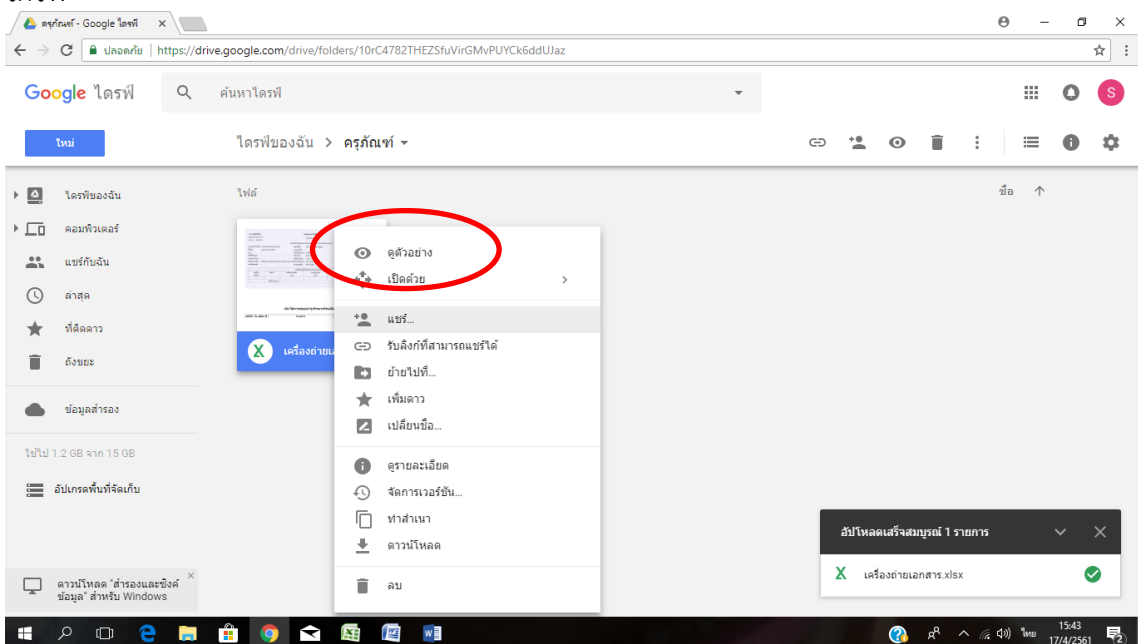 ครุภัณฑ์ - Google ไดรฟ์
ปลอดภัย https://drive.google.com/drive/folders/10rC4782THEZSfuVirGMvPUYCk6ddUJaz
Google ไดรฟ์
ค้นหาไดรฟ์
S
ใหม่
ไดรฟ์ของฉัน > ครุภัณฑ์
ไดรฟ์ของฉัน
คอมพิวเตอร์
แชร์กับฉัน
ล่าสุด
ที่ติดดาว
ถังขยะ
ข้อมูลสำรอง
ใช้ไป 1.2 GB จาก 15 GB
อัปเกรดพื้นที่จัดเก็บ
ดาวน์โหลด "สำรองและซิงค์
ข้อมูล" สำหรับ Windows
ไฟล์
ชื่อ
X เครื่องถ่าย
ดูตัวอย่าง
เปิดด้วย
แชร์...
รับลิงก์ที่สามารถแชร์ได้
ย้ายไปที่...
เพิ่มดาว
เปลี่ยนชื่อ...
ดูรายละเอียด
จัดการเวอร์ชัน...
ทำสำเนา
ดาวน์โหลด
ลบ
อัปโหลดเสร็จสมบูรณ์ 1 รายการ
X เครื่องถ่ายเอกสาร.xlsx
ไทย
15:43
17/4/2561